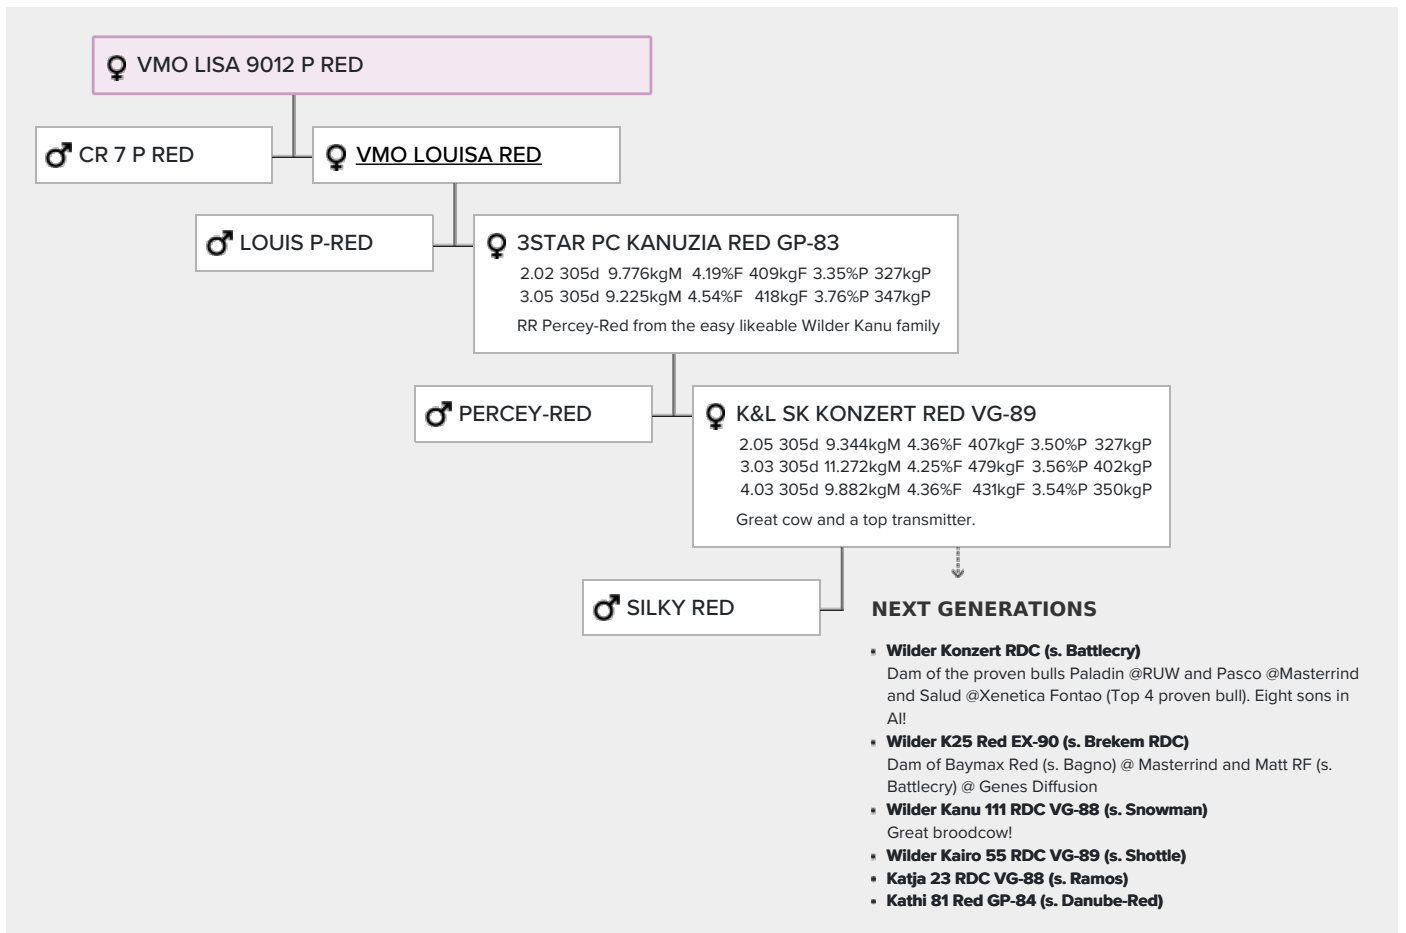 VMO LISA 9012 P RED
CR 7 P RED
VMO LOUISA RED
LOUIS P-RED
3STAR PC KANUZIA RED GP-83
2.02 305d 9.776kgM 4.19%F 409kgF 3.35%P 327kgP
3.05 305d 9.225kgM 4.54%F 418kgF 3.76%P 347kgP
RR Percey-Red from the easy likeable Wilder Kanu family
PERCEY-RED
K&L SK KONZERT RED VG-89
2.05 305d 9.344kgM 4.36%F 407kgF 3.50%P 327kgP
3.03 305d 11.272kgM 4.25%F 479kgF 3.56%P 402kgP
4.03 305d 9.882kgM 4.36%F 431kgF 3.54%P 350kgP
Great cow and a top transmitter.
SILKY RED
NEXT GENERATIONS
Wilder Konzert RDC (s. Battlecry)
Dam of the proven bulls Paladin @RUW and Pasco @Masterrind
and Salud @Xenetica Fontao (Top 4 proven bull). Eight sons in
AI!
Wilder K25 Red EX-90 (s. Brekem RDC)
Dam of Baymax Red (s. Bagno) @ Masterrind and Matt RF (s.
Battlecry) @ Genes Diffusion
Wilder Kanu 111 RDC VG-88 (s. Snowman)
Great broodcow!
Wilder Kairo 55 RDC VG-89 (s. Shottle)
Katja 23 RDC VG-88 (s. Ramos)
Kathi 81 Red GP-84 (s. Danube-Red)